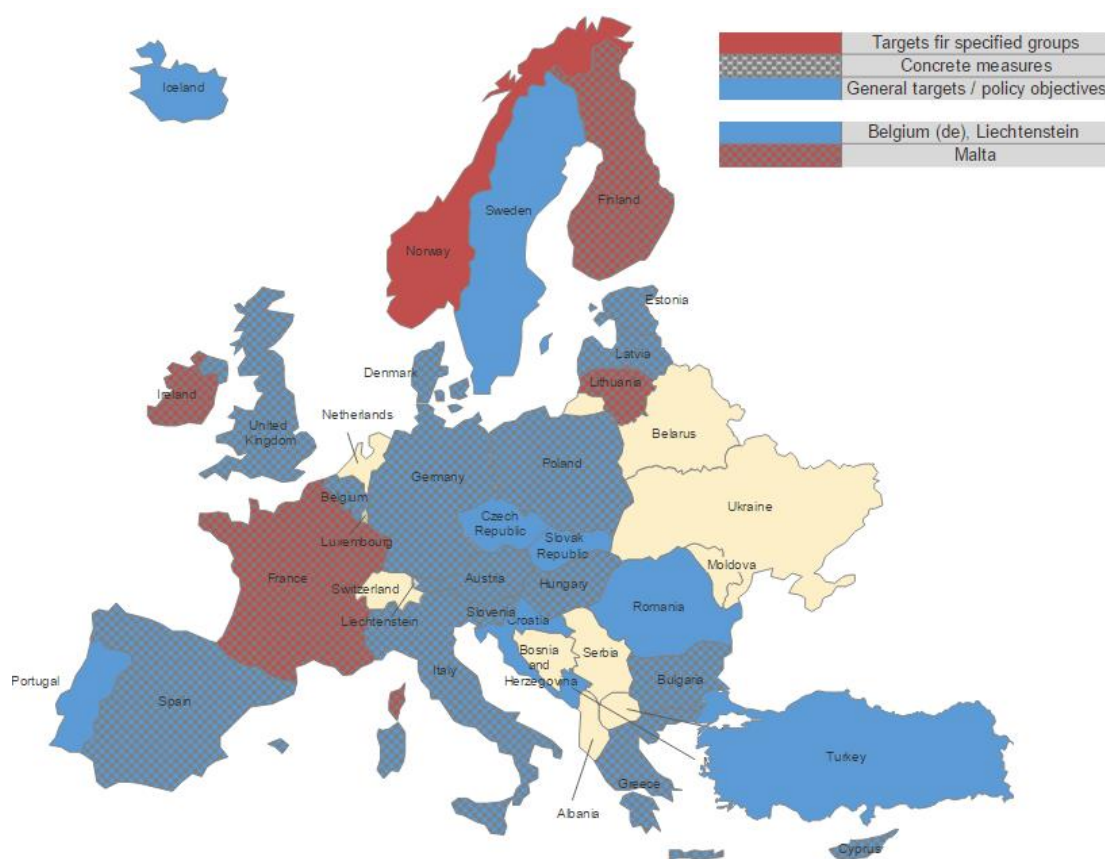 Targets fir specified groups
Concrete measures
General targets / policy objectives
Belgium (de), Liechtenstein
Malta
Iceland
Finland
Sweden
Norway
Estonia
Latvia
Denmark
Lithuania
Ireland
Netherlands
United
Kingdom
Belarus
Poland
Germany
Belgium
Ukraine
Czech
Republic
Slovak
Republic
Luxembourg
Moldova
France
Austria
Hungary
Switzerland
Romania
Slovenia
Liechtenstein
Croatia
Bosnia
and
Herzegovina
Serbia
Italy
Portugal
Bulgaria
Spain
Turkey
Greece
Albania
Cyprus